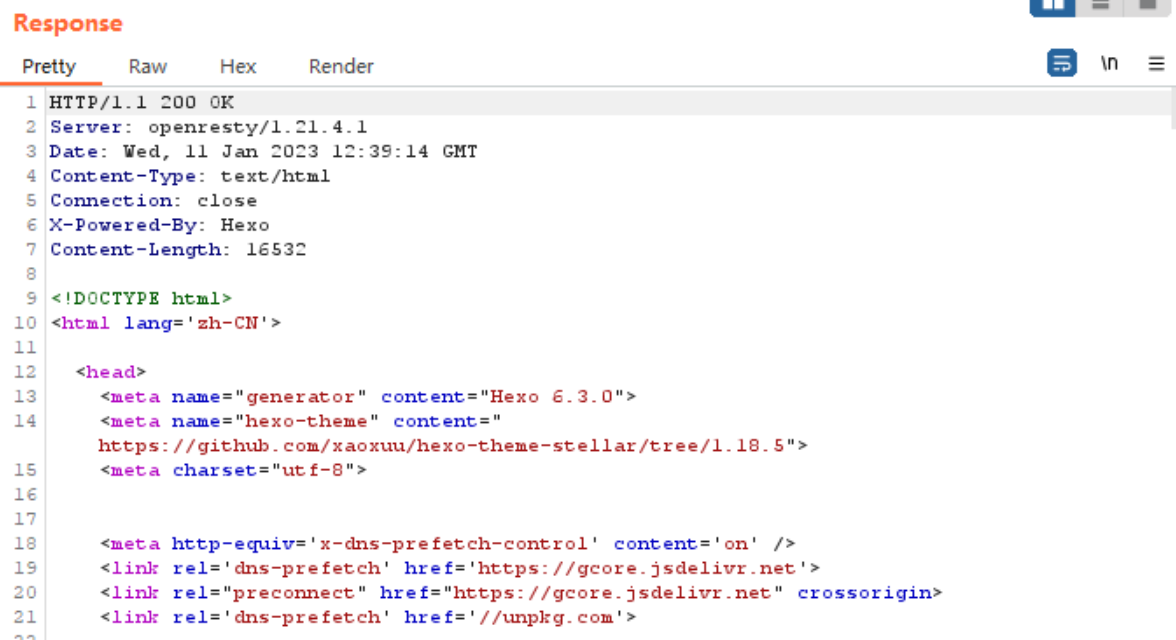 Response
Pretty Raw Hex Render \n
1 HTTP/1.1 200 OK
2 Server: openresty/1.21.4.1
3 Date: Wed, 11 Jan 2023 12:39:14 GMT
4 Content-Type: text/html
5 Connection: close
6 X-Powered-By: Hexo
7 Content-Length: 16532
8
9 <!DOCTYPE html>
10 <html lang='zh-CN'>
11
12 <head>
13 <meta name="generator" content="Hexo 6.3.0">
14 <meta name="hexo-theme" content="
https://github.com/xaoxuu/hexo-theme-stellar/tree/1.18.5">
15 <meta charset="utf-8">
16
17
18 <meta http-equiv='x-dns-prefetch-control' content='on' />
19 <link rel='dns-prefetch' href='https://gcore.jsdelivr.net'>
20 <link rel="preconnect" href="https://gcore.jsdelivr.net" crossorigin>
21 <link rel='dns-prefetch' href='//unpkg.com'>